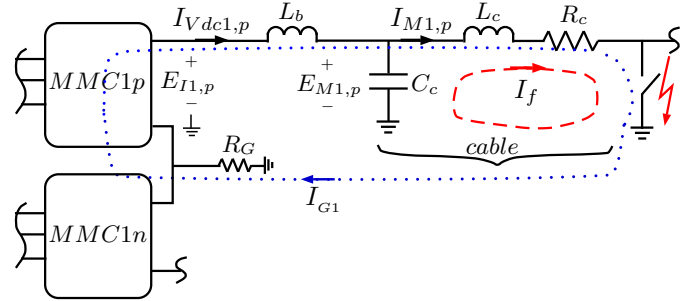 I_{Vdc1,p} L_b I_{M1,p} L_c R_c
MMC1p + E_{I1,p} − + E_{M1,p} − C_c I_f
R_G cable
I_{G1}
MMC1n